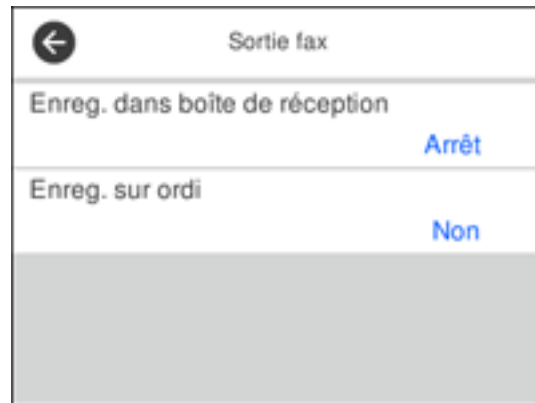 Sortie fax
Enreg. dans boîte de réception
Arrêt
Enreg. sur ordi
Non